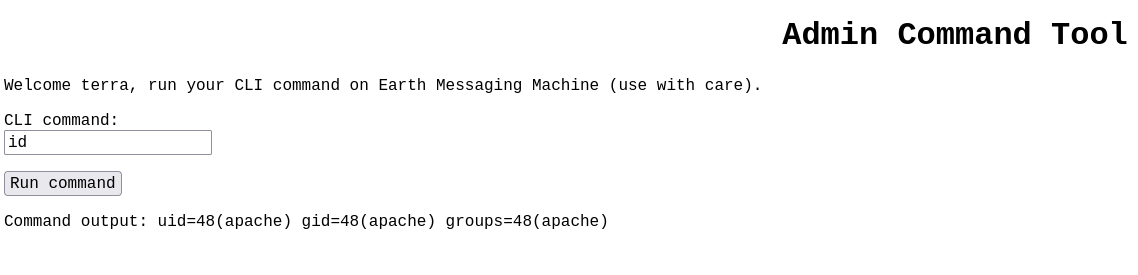 Admin Command Tool
Welcome terra, run your CLI command on Earth Messaging Machine (use with care).
CLI command:
id
Run command
Command output: uid=48(apache) gid=48(apache) groups=48(apache)